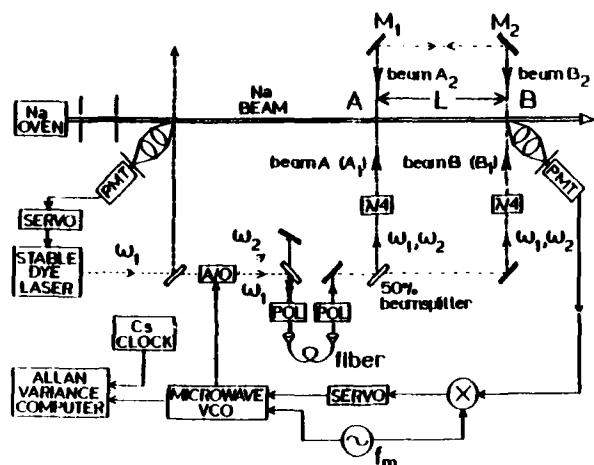 M₁
M₂
beam A₂
beam B₂
Na
OVEN
Na
BEAM
A
L
B
PMT
beam A (A₁)
beam B (B₁)
PMT
SERVO
λ/4
λ/4
STABLE
DYE
LASER
ω₁
A/O
ω₂
ω₁
ω₁,ω₂
ω₁,ω₂
50%
beamsplitter
POL
POL
fiber
Cs
CLOCK
ALLAN
VARIANCE
COMPUTER
MICROWAVE
VCO
SERVO
×
fm